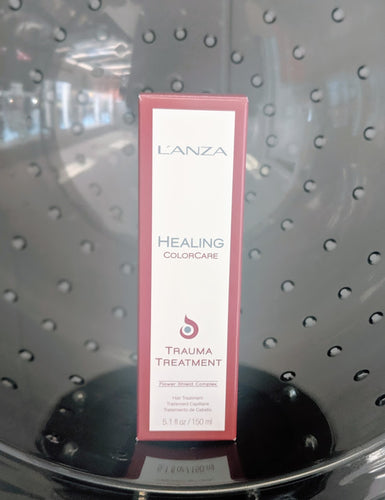 L'ANZA
HEALING
COLORCARE
TRAUMA
TREATMENT
Flower Shield Complex
Hair Treatment
Traitement Capillaire
Tratamiento de Cabello
5.1 fl oz / 150 ml